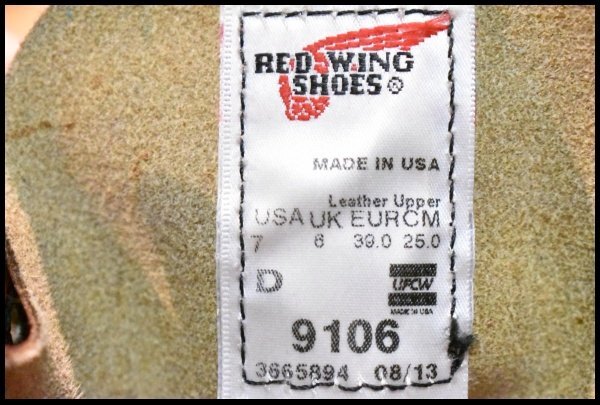 RED WING
SHOES®
MADE IN USA
Leather Upper
USA UK EUR CM
7 6 39.0 25.0
D
UFCW
MADE IN USA
9106
3665894 08/13